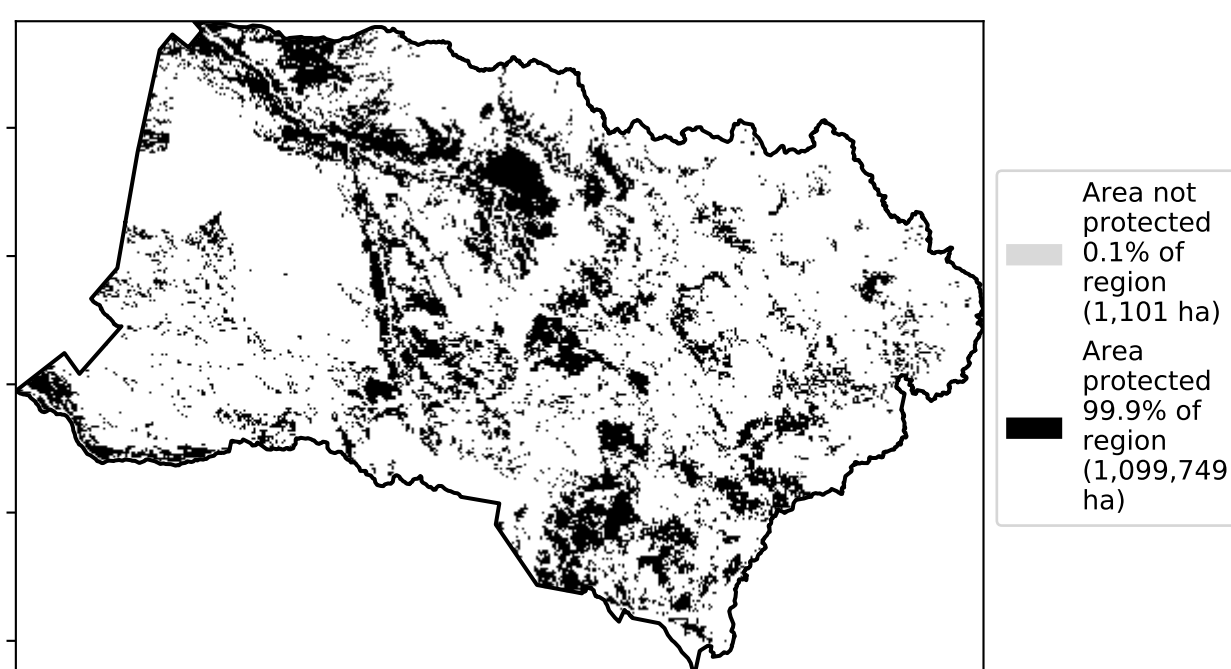 Area not
protected
0.1% of
region
(1,101 ha)
Area
protected
99.9% of
region
(1,099,749
ha)